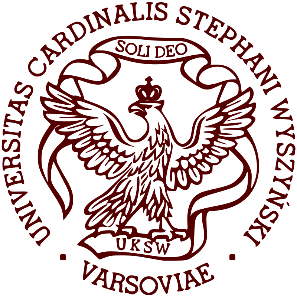 UNIVERSITAS CARDINALIS STEPHANI WYSZYŃSKI
SOLI DEO
UKSW
· VARSOVIAE ·